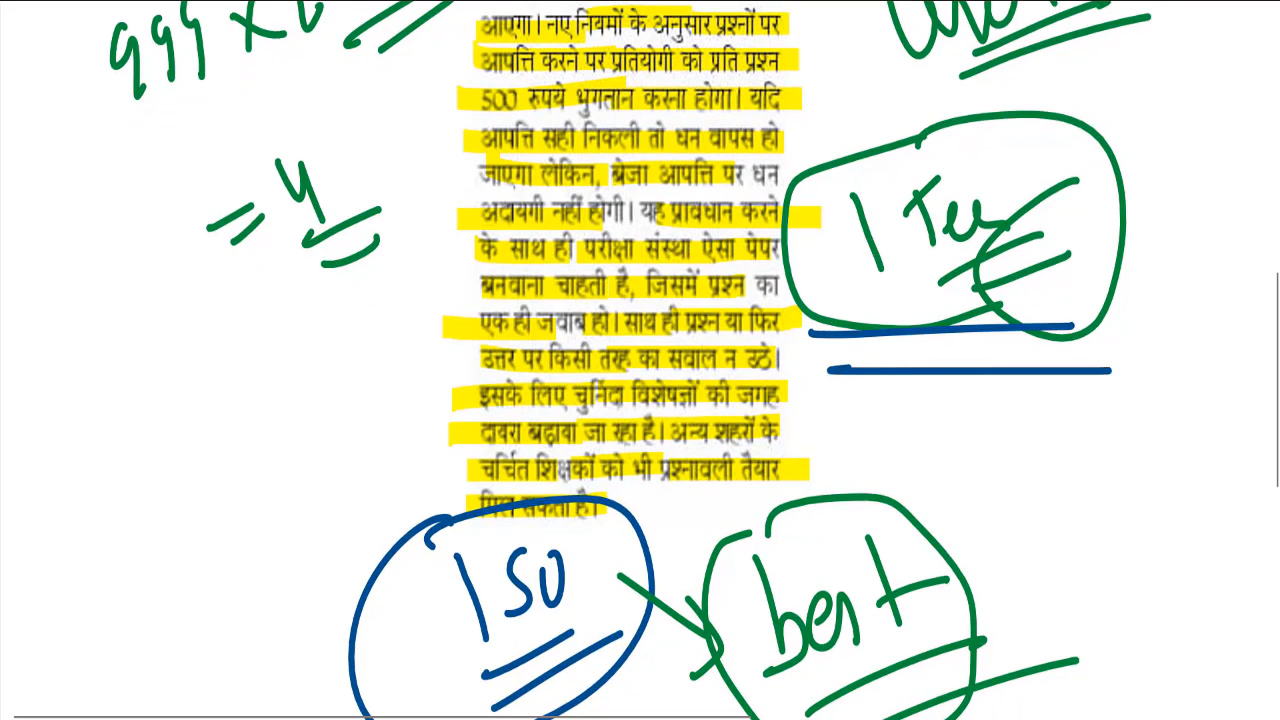 999 x
आएगा। नए नियमों के अनुसार प्रश्नों पर
आपत्ति करने पर प्रतियोगी को प्रति प्रश्न
500 रुपये भुगतान करना होगा। यदि
आपत्ति सही निकली तो धन वापस हो
जाएगा लेकिन, बेजा आपत्ति पर धन
अदायगी नहीं होगी। यह प्रावधान करने
के साथ ही परीक्षा संस्था ऐसा पेपर
बनवाना चाहती है, जिसमें प्रश्न का
एक ही जवाब हो। साथ ही प्रश्न या फिर
उत्तर पर किसी तरह का सवाल न उठे।
इसके लिए चुनिंदा विशेषज्ञों की जगह
दायरा बढ़ाया जा रहा है। अन्य शहरों के
चर्चित शिक्षकों को भी प्रश्नावली तैयार
सकता है।
=
150
best